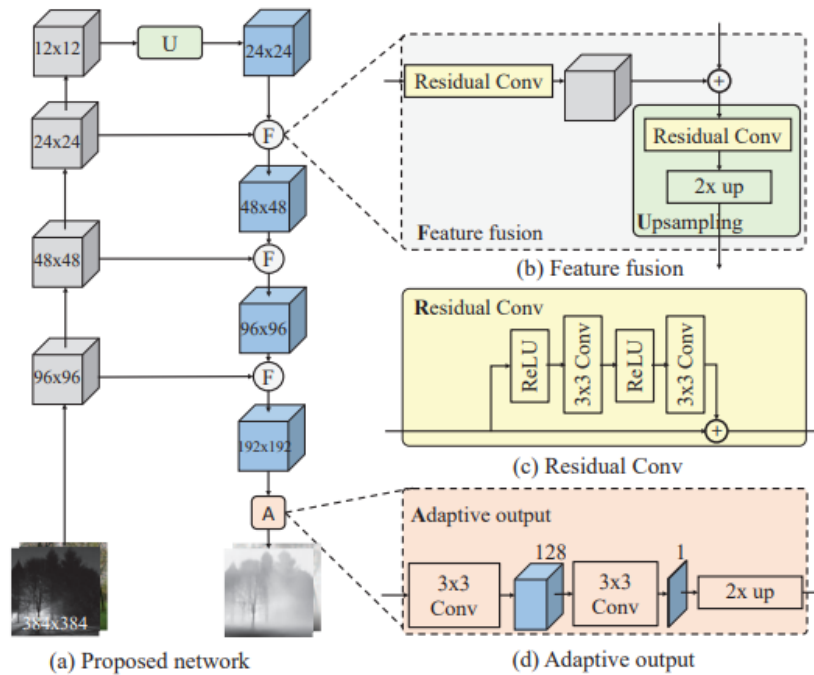 12x12
U
24x24
24x24
F
48x48
48x48
F
96x96
96x96
F
192x192
A
384x384
(a) Proposed network
Residual Conv
+
Residual Conv
2x up
Upsampling
Feature fusion
(b) Feature fusion
Residual Conv
ReLU
3x3 Conv
ReLU
3x3 Conv
+
(c) Residual Conv
Adaptive output
128
1
3x3
Conv
3x3
Conv
2x up
(d) Adaptive output